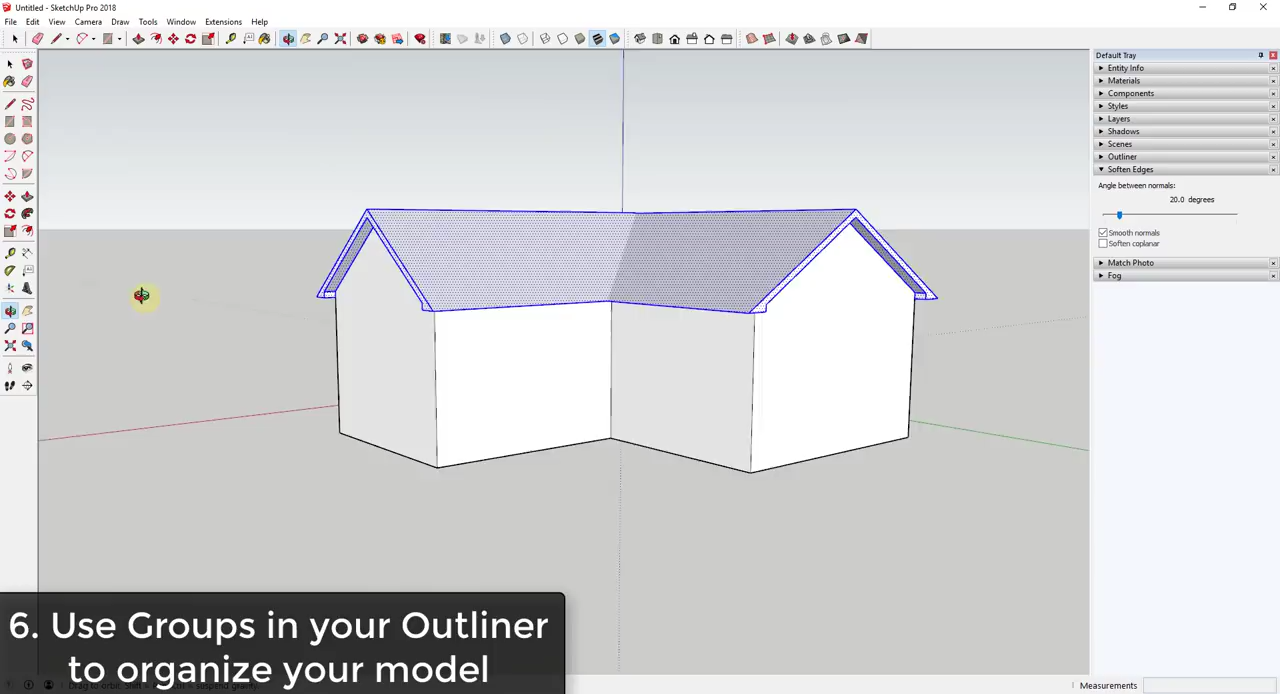 Untitled - SketchUp Pro 2018
File Edit View Camera Draw Tools Window Extensions Help
Default Tray
Entity Info
Materials
Components
Styles
Layers
Shadows
Scenes
Outliner
Soften Edges
Angle between normals:
20.0 degrees
Smooth normals
Soften coplanar
Match Photo
Fog
6. Use Groups in your Outliner
to organize your model
Measurements